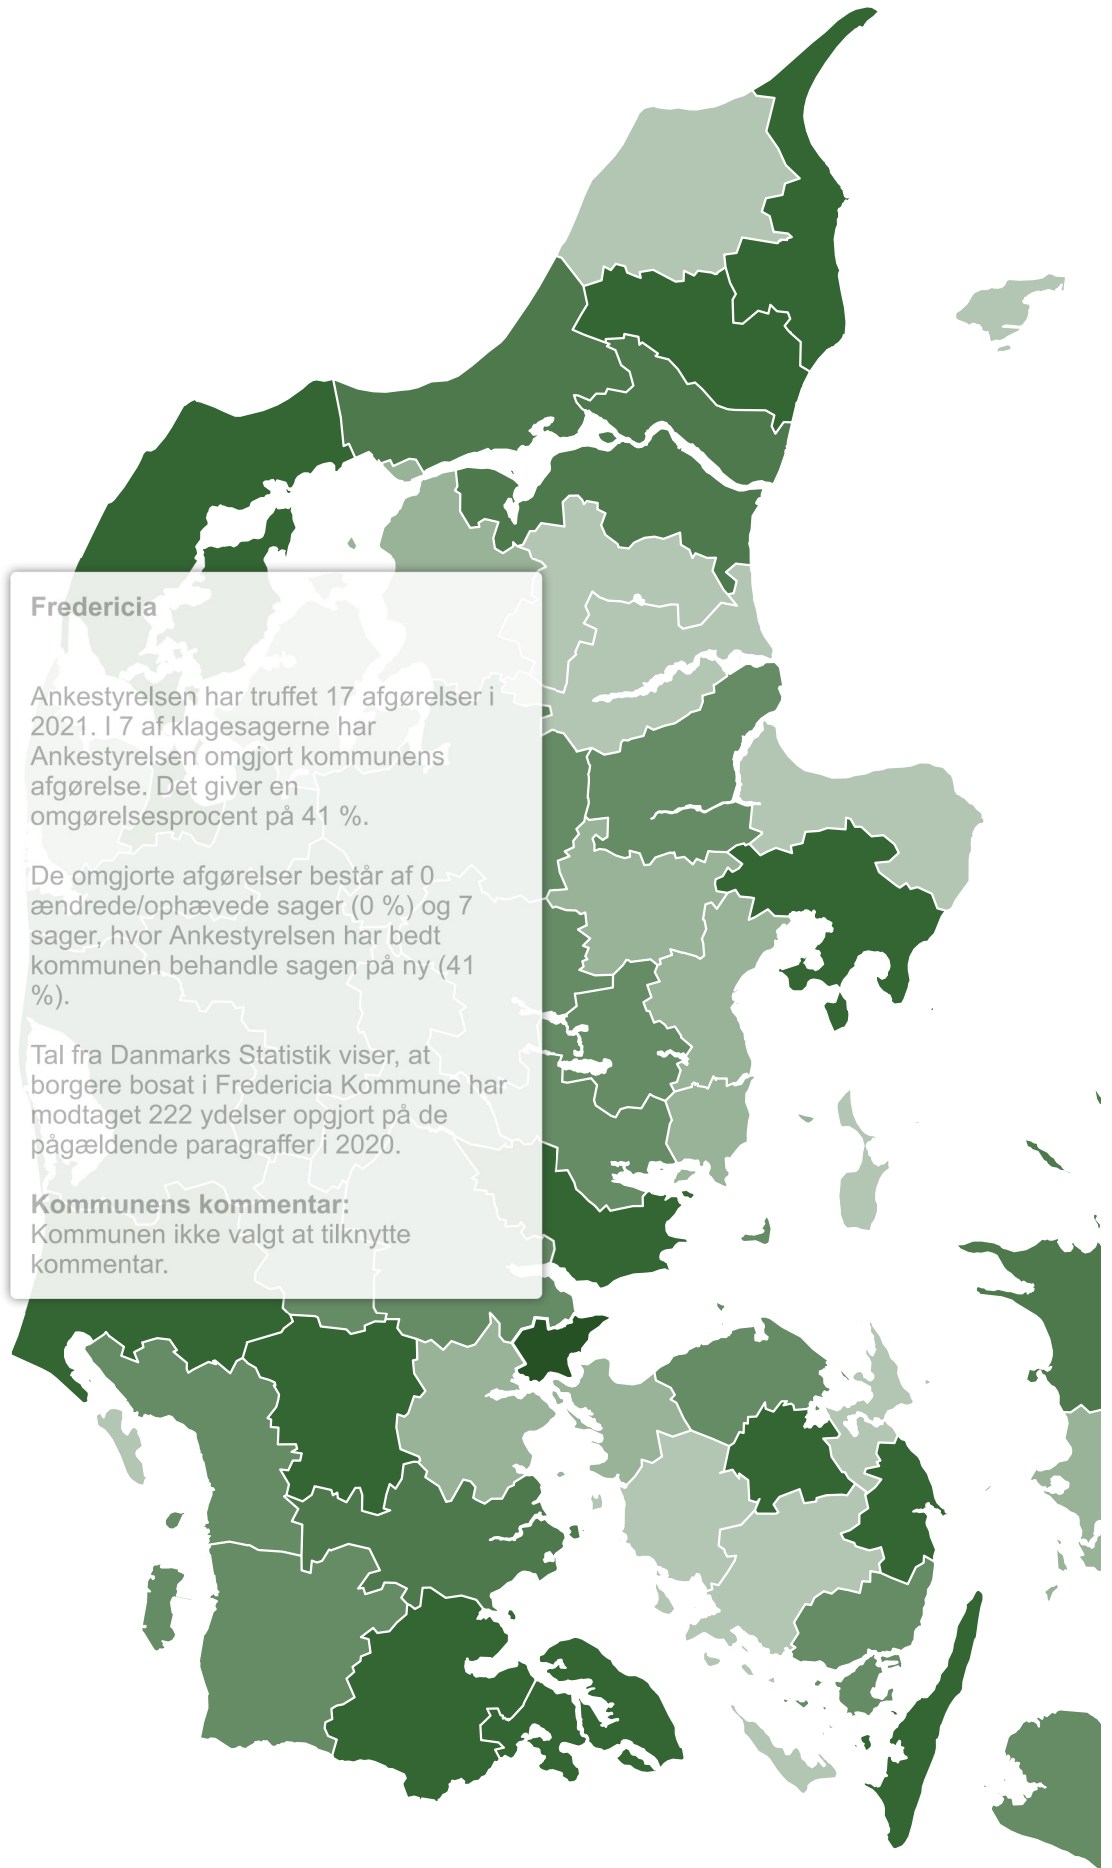 Fredericia
Ankestyrelsen har truffet 17 afgørelser i
2021. I 7 af klagesagerne har
Ankestyrelsen omgjort kommunens
afgørelse. Det giver en
omgørelsesprocent på 41 %.
De omgjorte afgørelser består af 0
ændrede/ophævede sager (0 %) og 7
sager, hvor Ankestyrelsen har bedt
kommunen behandle sagen på ny (41
%).
Tal fra Danmarks Statistik viser, at
borgere bosat i Fredericia Kommune har
modtaget 222 ydelser opgjort på de
pågældende paragraffer i 2020.
Kommunens kommentar:
Kommunen ikke valgt at tilknytte
kommentar.